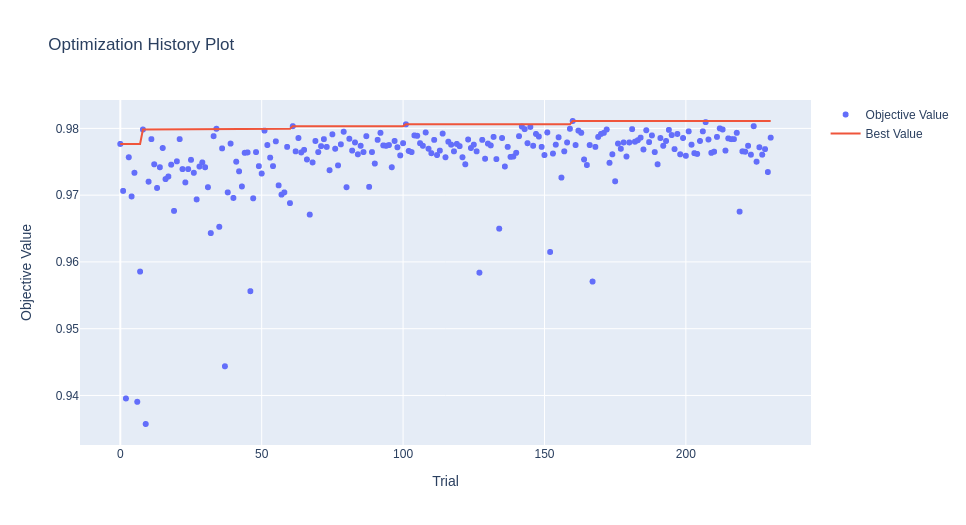 Optimization History Plot
Objective Value
Best Value
0.98
0.97
0.96
0.95
0.94
Objective Value
0
50
100
150
200
Trial